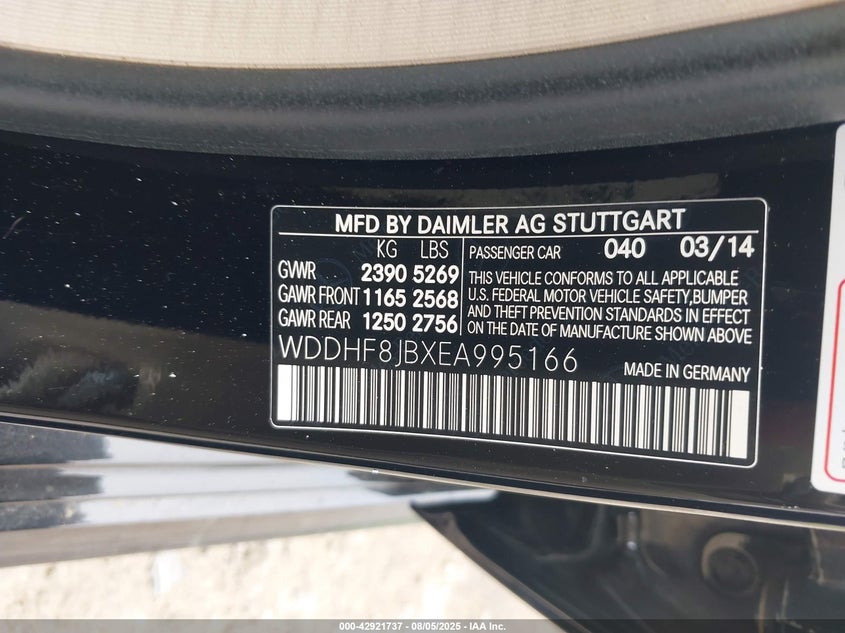 MFD BY DAIMLER AG STUTTGART
KG LBS
GVWR 2390 5269
GAWR FRONT 1165 2568
GAWR REAR 1250 2756
PASSENGER CAR 040 03/14
THIS VEHICLE CONFORMS TO ALL APPLICABLE
U.S. FEDERAL MOTOR VEHICLE SAFETY,BUMPER
AND THEFT PREVENTION STANDARDS IN EFFECT
ON THE DATE OF MANUFACTURE SHOWN ABOVE
WDDHF8JBXEA995166
MADE IN GERMANY
000-42921737 - 08/05/2025 - IAA Inc.